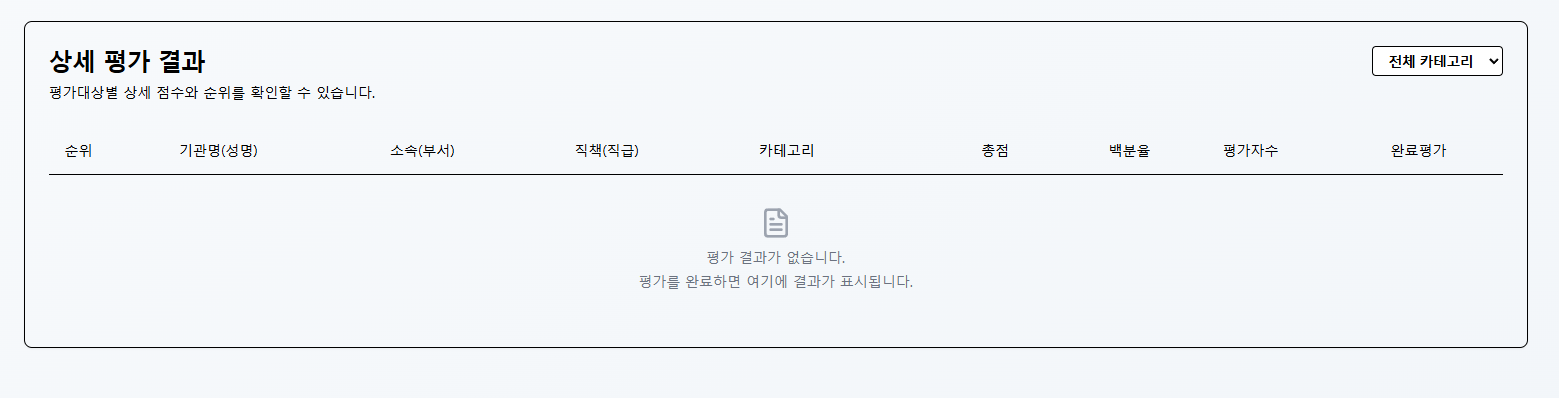 상세 평가 결과
전체 카테고리
평가대상별 상세 점수와 순위를 확인할 수 있습니다.
순위 기관명(성명) 소속(부서) 직책(직급) 카테고리 총점 백분율 평가자수 완료평가
평가 결과가 없습니다.
평가를 완료하면 여기에 결과가 표시됩니다.